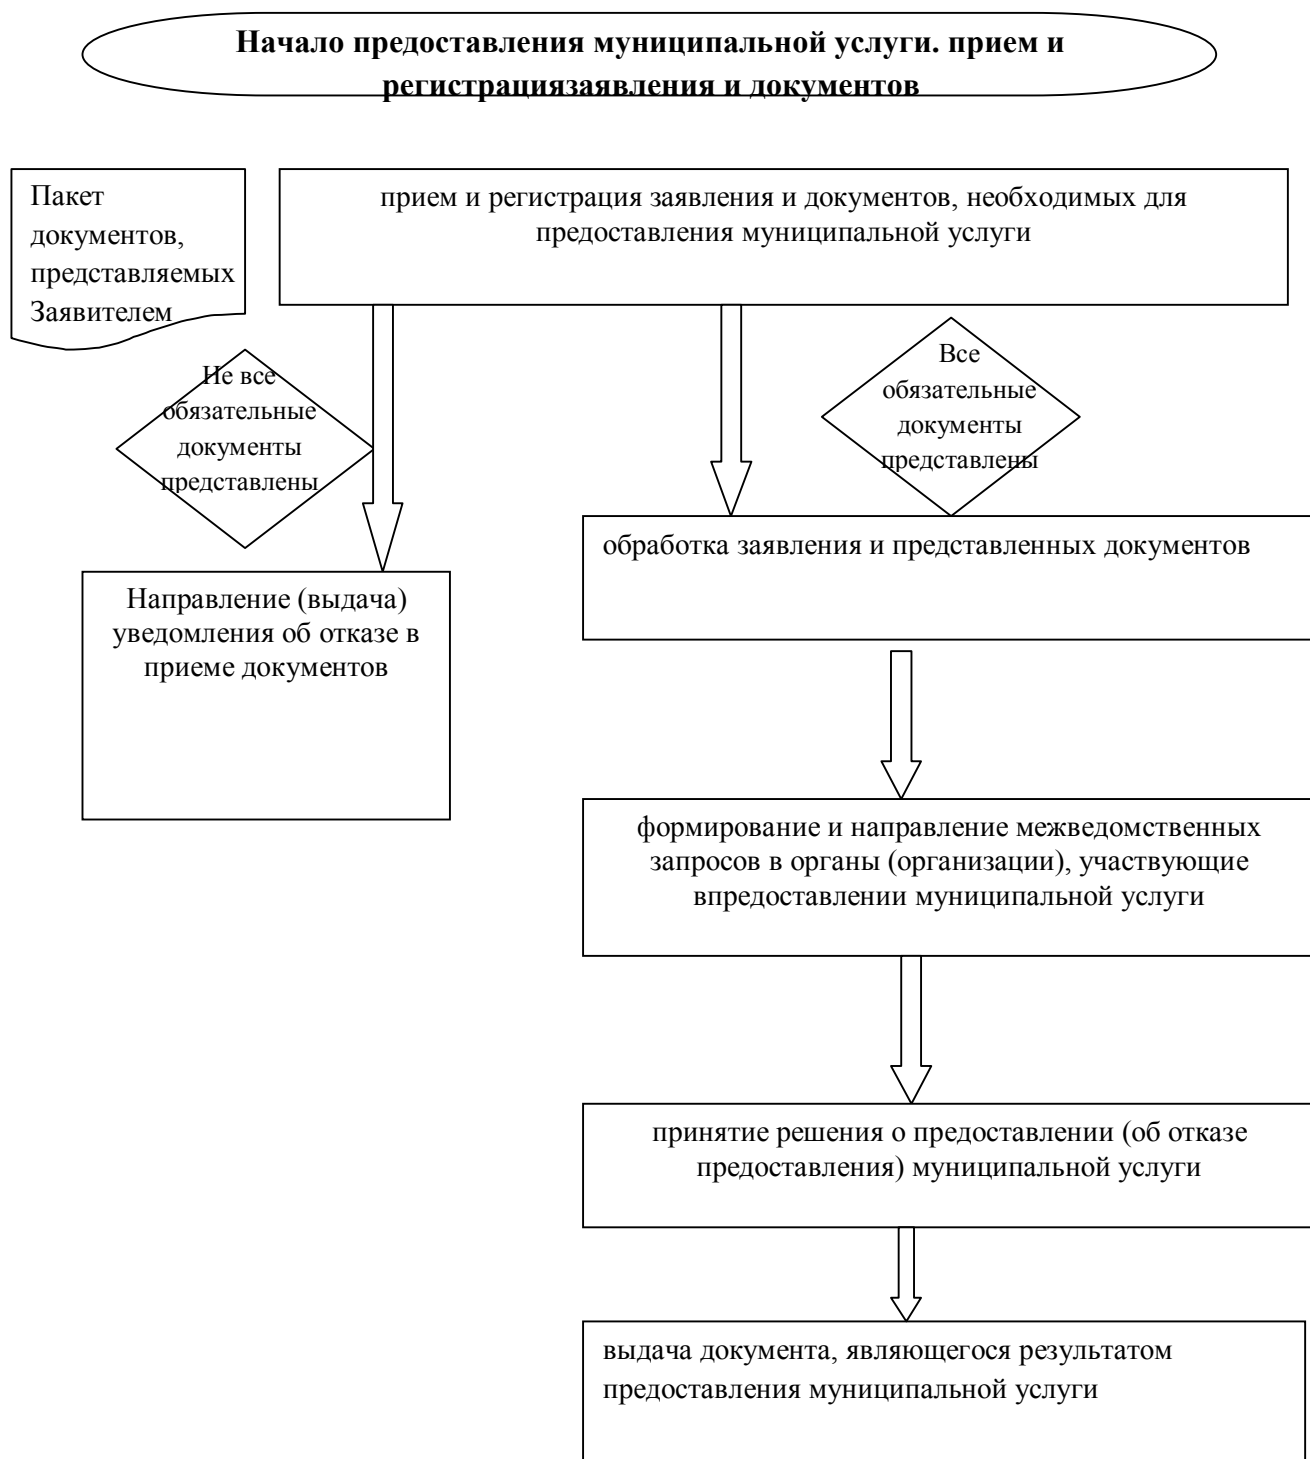 Начало предоставления муниципальной услуги. прием и
регистрациязаявления и документов
Пакет
документов,
представляемых
Заявителем
прием и регистрация заявления и документов, необходимых для
предоставления муниципальной услуги
Не все
обязательные
документы
представлены
Все
обязательные
документы
представлены
обработка заявления и представленных документов
Направление (выдача)
уведомления об отказе в
приеме документов
формирование и направление межведомственных
запросов в органы (организации), участвующие
впредоставлении муниципальной услуги
принятие решения о предоставлении (об отказе
предоставления) муниципальной услуги
выдача документа, являющегося результатом
предоставления муниципальной услуги